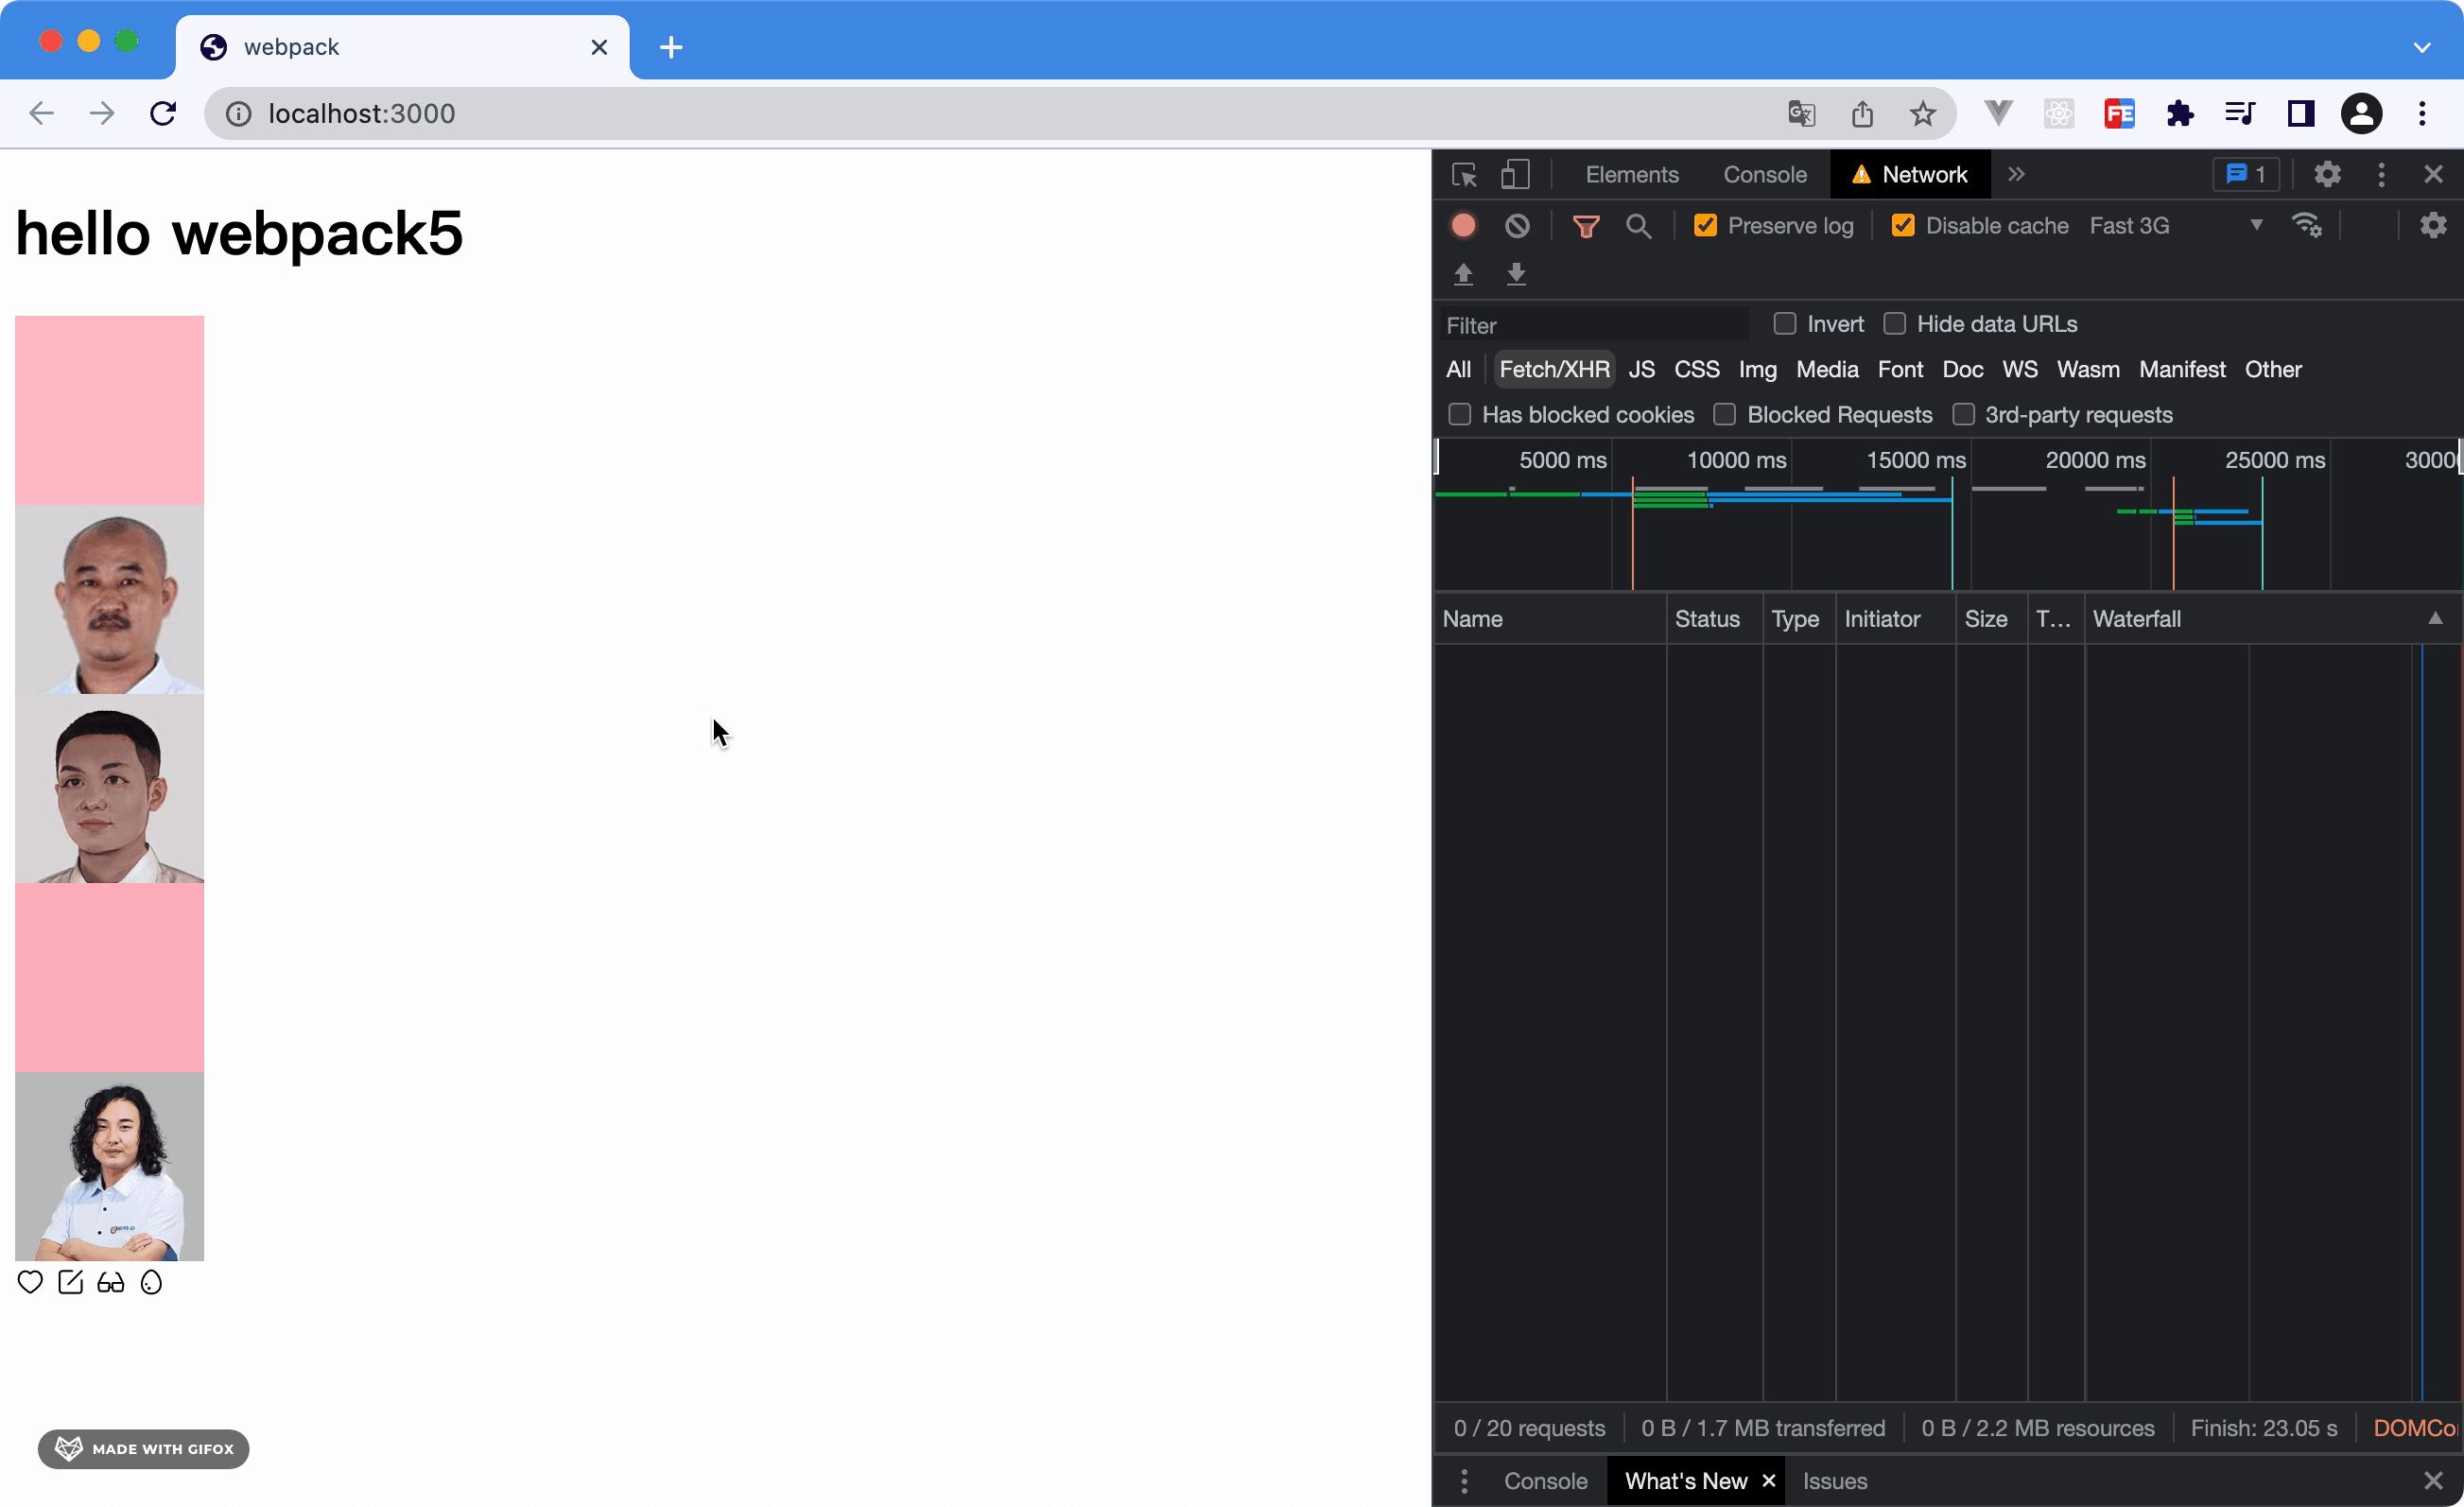 webpack
localhost:3000
hello webpack5
MADE WITH GIFOX
Elements Console Network 1
Preserve log Disable cache Fast 3G
Filter Invert Hide data URLs
All Fetch/XHR JS CSS Img Media Font Doc WS Wasm Manifest Other
Has blocked cookies Blocked Requests 3rd-party requests
5000 ms 10000 ms 15000 ms 20000 ms 25000 ms 3000
Name Status Type Initiator Size T... Waterfall
0 / 20 requests 0 B / 1.7 MB transferred 0 B / 2.2 MB resources Finish: 23.05 s DOMCo
Console What's New Issues